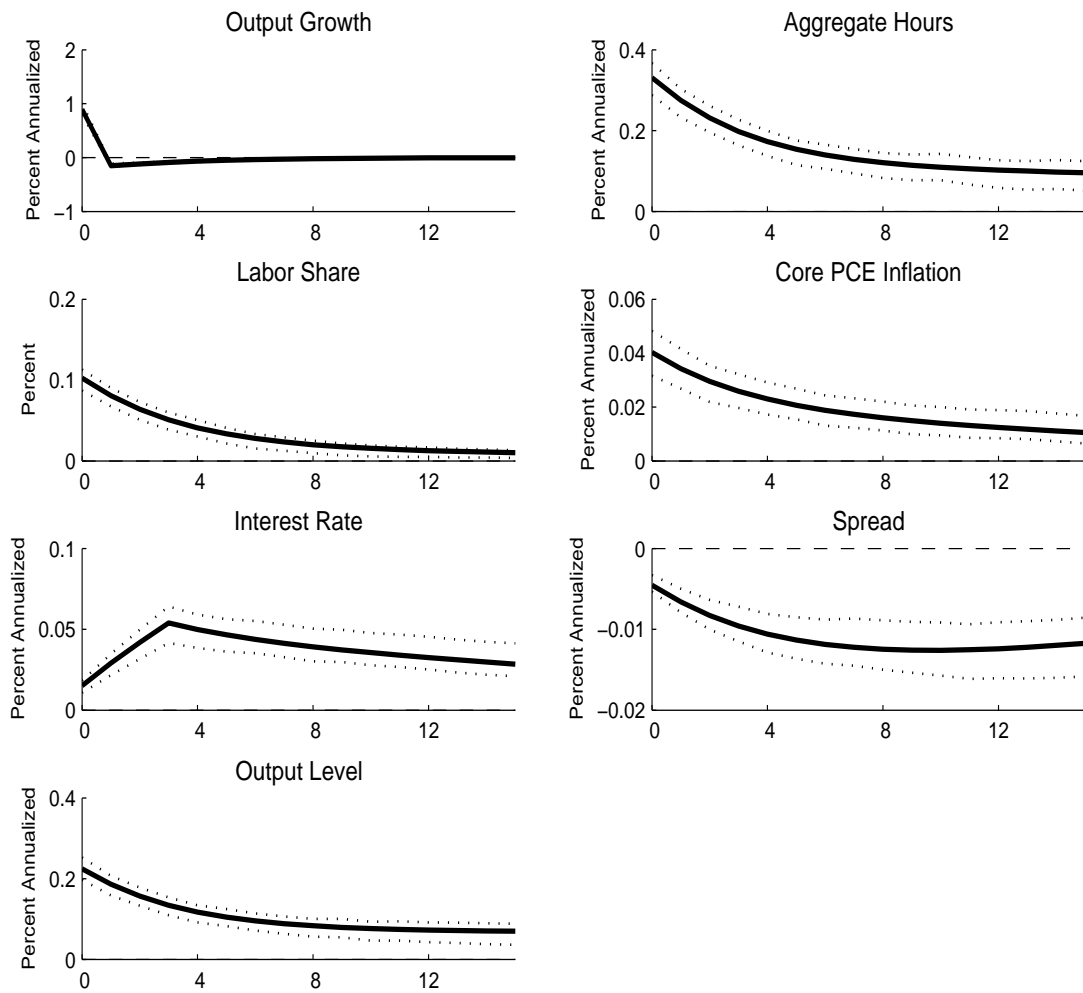 Output Growth
Percent Annualized
2
1
0
−1
0 4 8 12
Aggregate Hours
Percent Annualized
0.4
0.2
0
0 4 8 12
Labor Share
Percent
0.2
0.1
0
0 4 8 12
Core PCE Inflation
Percent Annualized
0.06
0.04
0.02
0
0 4 8 12
Interest Rate
Percent Annualized
0.1
0.05
0
0 4 8 12
Spread
Percent Annualized
0
−0.01
−0.02
0 4 8 12
Output Level
Percent Annualized
0.4
0.2
0
0 4 8 12